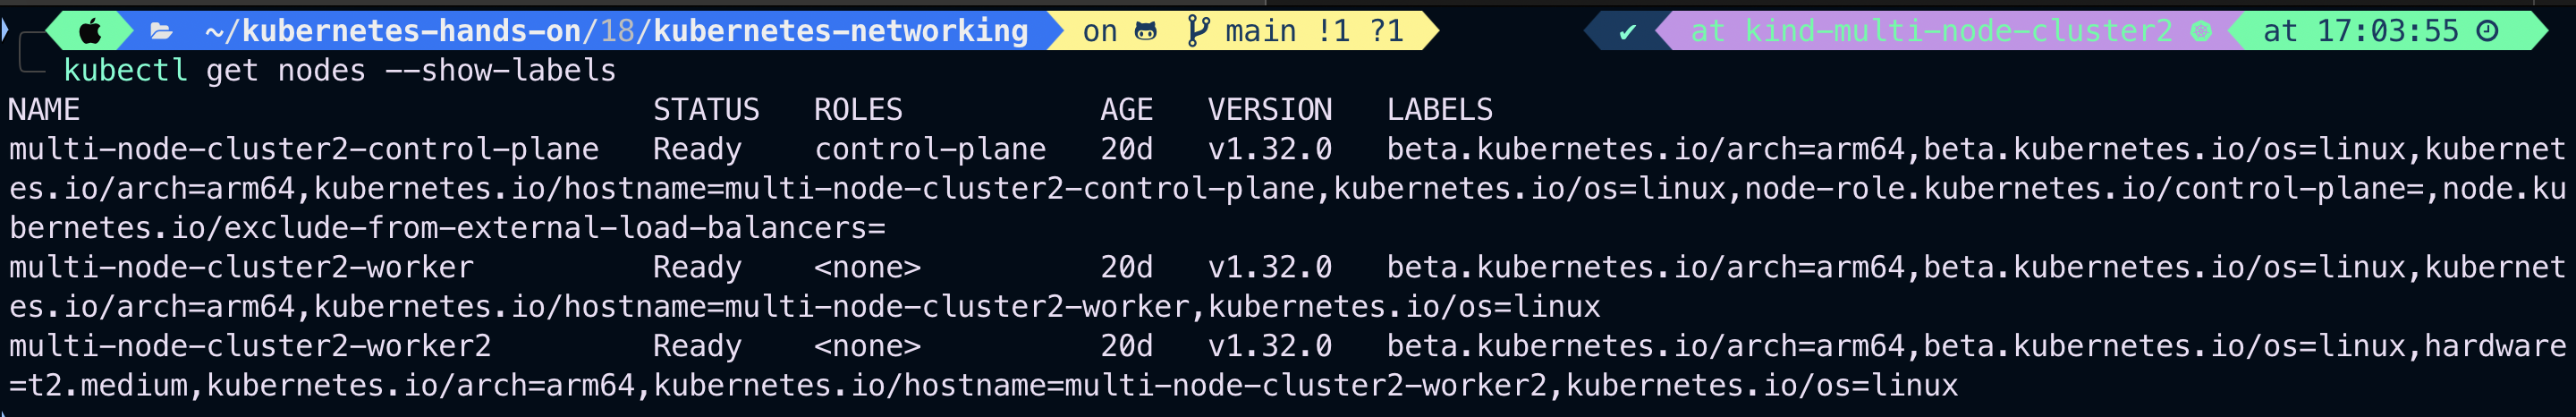 ~/kubernetes-hands-on/18/kubernetes-networking on main !1 ?1 ✔ at kind-multi-node-cluster2 at 17:03:55
kubectl get nodes --show-labels
NAME STATUS ROLES AGE VERSION LABELS
multi-node-cluster2-control-plane Ready control-plane 20d v1.32.0 beta.kubernetes.io/arch=arm64,beta.kubernetes.io/os=linux,kubernet
es.io/arch=arm64,kubernetes.io/hostname=multi-node-cluster2-control-plane,kubernetes.io/os=linux,node-role.kubernetes.io/control-plane=,node.ku
bernetes.io/exclude-from-external-load-balancers=
multi-node-cluster2-worker Ready <none> 20d v1.32.0 beta.kubernetes.io/arch=arm64,beta.kubernetes.io/os=linux,kubernet
es.io/arch=arm64,kubernetes.io/hostname=multi-node-cluster2-worker,kubernetes.io/os=linux
multi-node-cluster2-worker2 Ready <none> 20d v1.32.0 beta.kubernetes.io/arch=arm64,beta.kubernetes.io/os=linux,hardware
=t2.medium,kubernetes.io/arch=arm64,kubernetes.io/hostname=multi-node-cluster2-worker2,kubernetes.io/os=linux